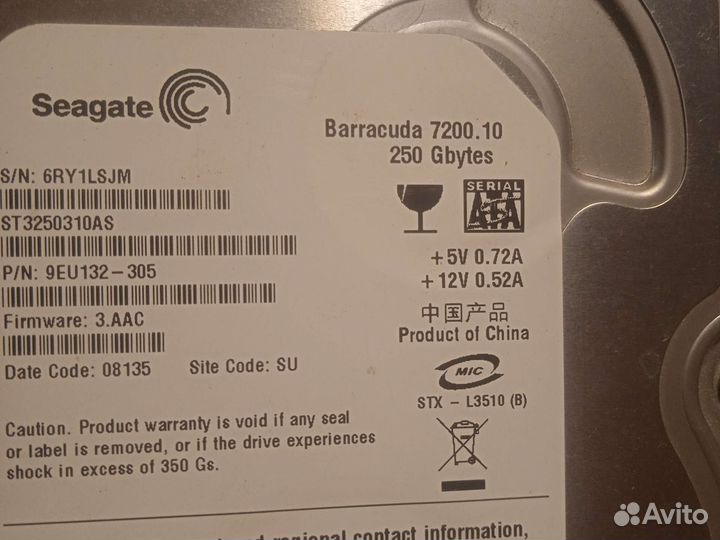 Seagate
Barracuda 7200.10
250 Gbytes
S/N: 6RY1LSJM
ST3250310AS
P/N: 9EU132-305
Firmware: 3.AAC
Date Code: 08135 Site Code: SU
SERIAL
ATA
+5V 0.72A
+12V 0.52A
中国产品
Product of China
MIC
STX - L3510 (B)
Caution. Product warranty is void if any seal
or label is removed, or if the drive experiences
shock in excess of 350 Gs.
regional contact information,
Avito